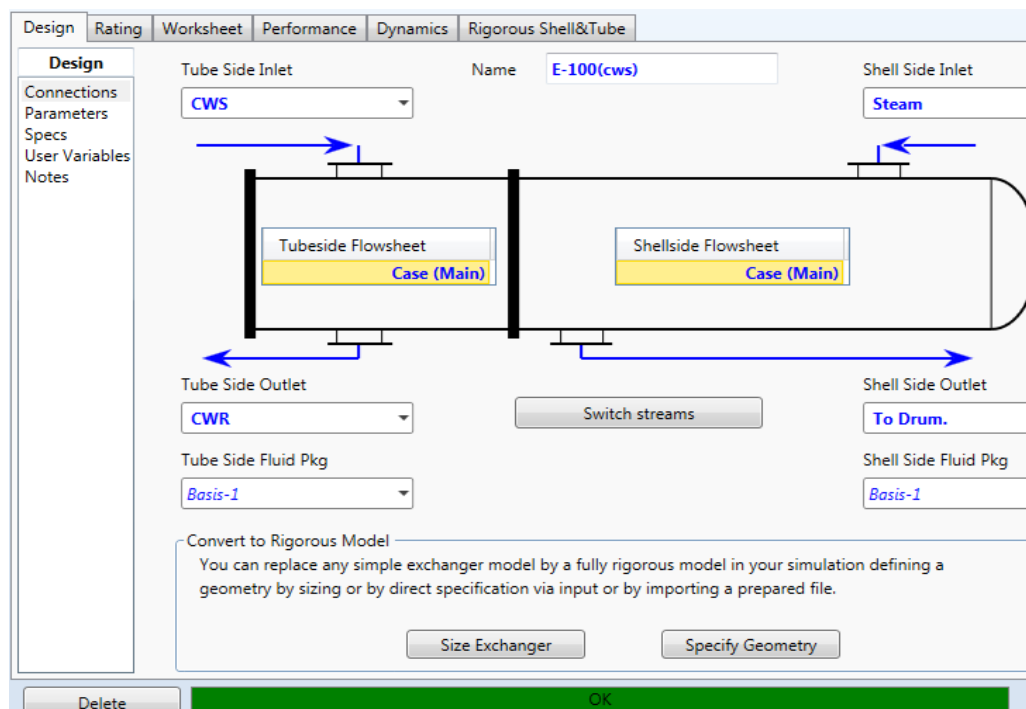 Design Rating Worksheet Performance Dynamics Rigorous Shell&Tube
Design
Connections
Parameters
Specs
User Variables
Notes
Tube Side Inlet Name E-100(cws) Shell Side Inlet
CWS Steam
Tubeside Flowsheet Shellside Flowsheet
Case (Main) Case (Main)
Tube Side Outlet Shell Side Outlet
CWR Switch streams To Drum.
Tube Side Fluid Pkg Shell Side Fluid Pkg
Basis-1 Basis-1
Convert to Rigorous Model
You can replace any simple exchanger model by a fully rigorous model in your simulation defining a
geometry by sizing or by direct specification via input or by importing a prepared file.
Size Exchanger Specify Geometry
Delete OK